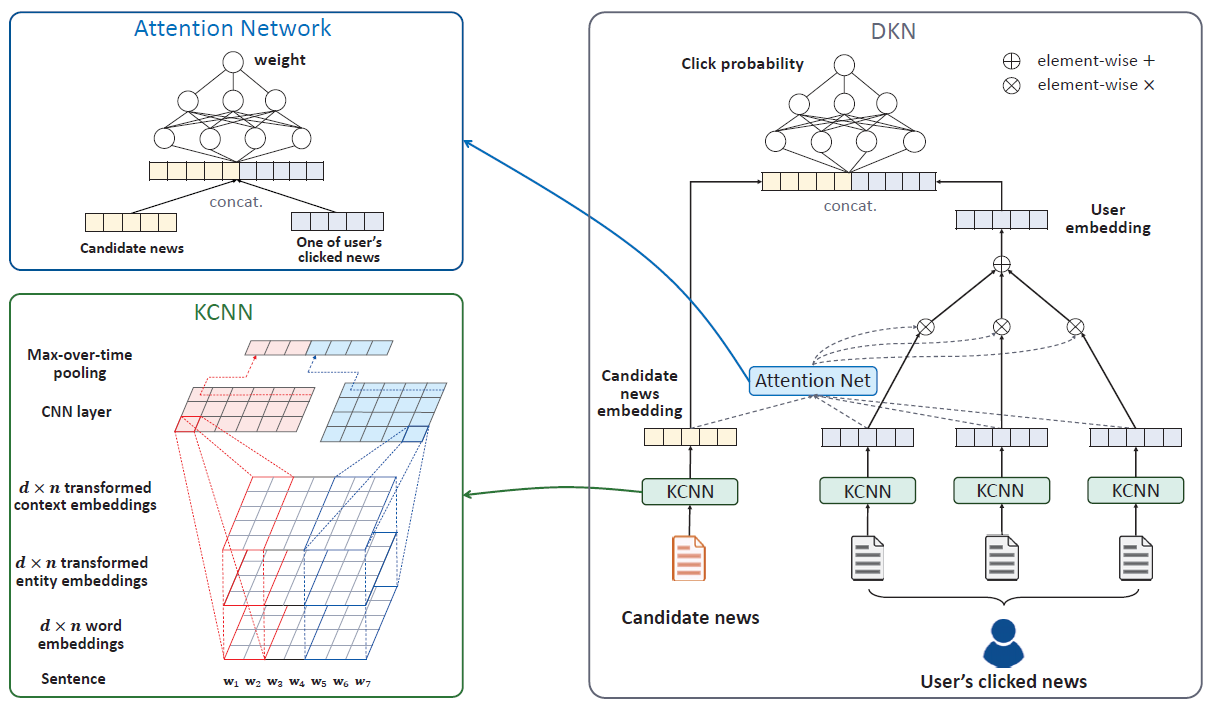 Attention Network
weight
concat.
Candidate news
One of user's
clicked news
KCNN
Max-over-time
pooling
CNN layer
d × n transformed
context embeddings
d × n transformed
entity embeddings
d × n word
embeddings
Sentence
w₁ w₂ w₃ w₄ w₅ w₆ w₇
DKN
Click probability
element-wise +
element-wise ×
concat.
User
embedding
Attention Net
Candidate
news
embedding
KCNN
KCNN
KCNN
KCNN
Candidate news
User's clicked news